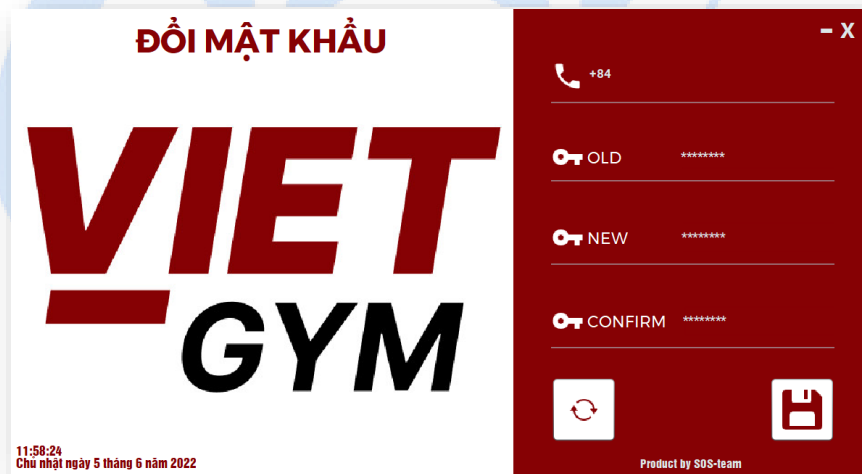 ĐỔI MẬT KHẨU
VIET
GYM
11:58:24
Chủ nhật ngày 5 tháng 6 năm 2022
- X
+84
OLD ********
NEW ********
CONFIRM ********
Product by SOS-team